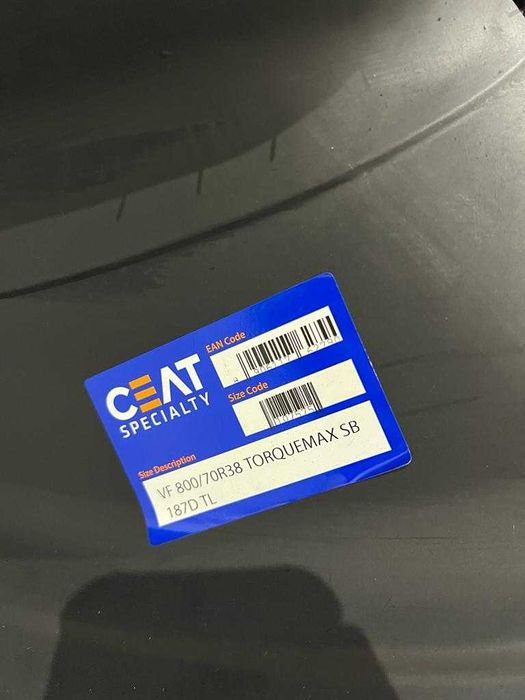 CEAT
SPECIALTY
EAN Code
Size Code
Size Description
VF 800/70R38 TORQUEMAX SB
187D TL